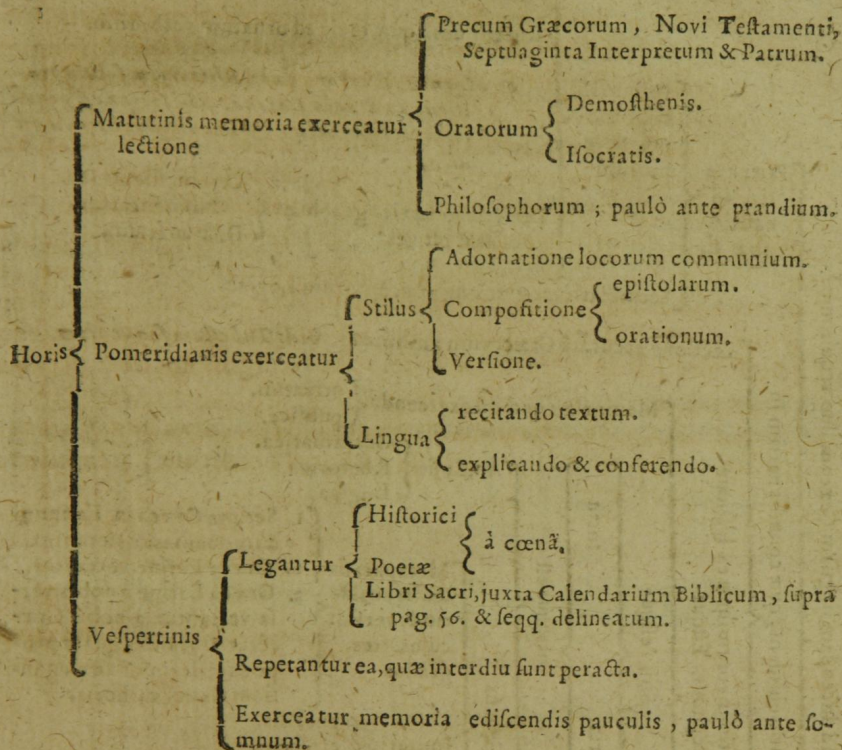 Precum Græcorum, Novi Teſtamenti,
Septuaginta Interpretum & Patrum.
Matutinis memoria exerceatur
lectione
Oratorum
Demoſthenis.
Iſocratis.
Philoſophorum ; paulò ante prandium.
Horis
Pomeridianis exerceatur
Stilus
Adornatione locorum communium.
Compoſitione
epiſtolarum.
orationum.
Verſione.
Lingua
recitando textum.
explicando & conferendo.
Veſpertinis
Legantur
Hiſtorici
Poetæ
à cœnâ.
Libri Sacri, juxta Calendarium Biblicum, ſupra
pag. 56. & ſeqq. delineatum.
Repetantur ea, quæ interdiu ſunt peracta.
Exerceatur memoria ediſcendis pauculis, paulò ante ſo-
mnum.